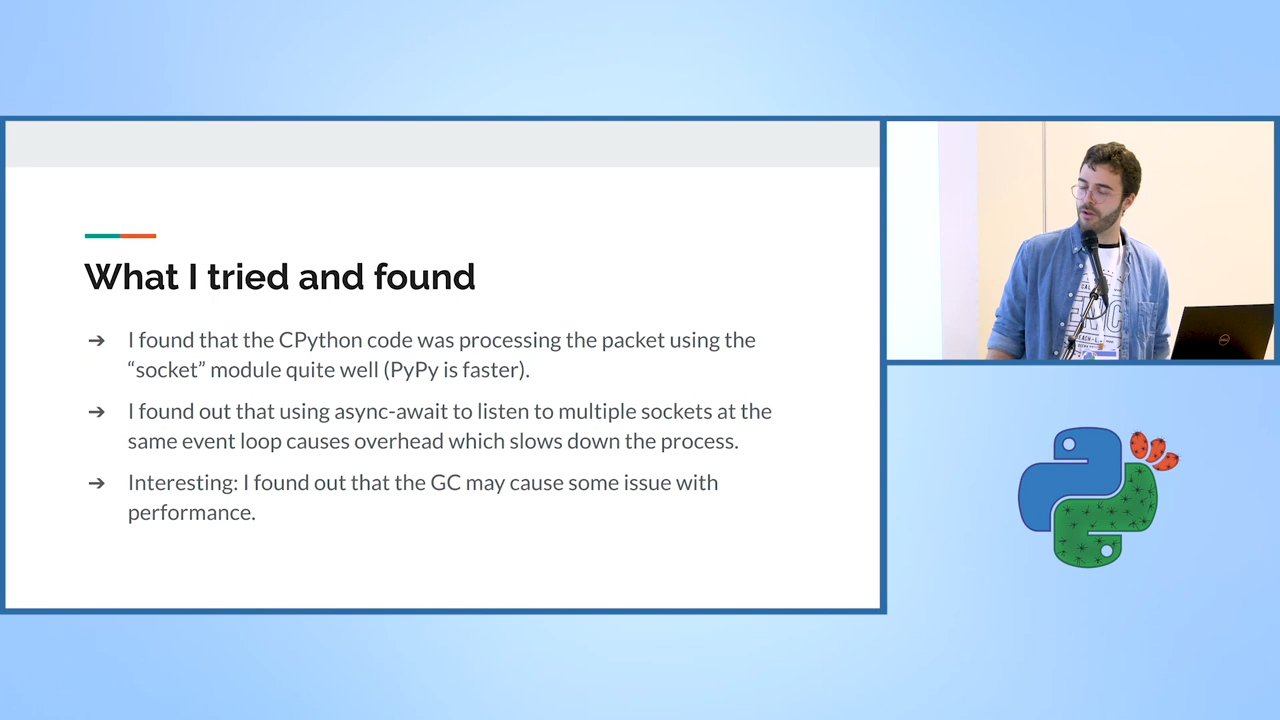 What I tried and found
➔ I found that the CPython code was processing the packet using the
“socket” module quite well (PyPy is faster).
➔ I found out that using async-await to listen to multiple sockets at the
same event loop causes overhead which slows down the process.
➔ Interesting: I found out that the GC may cause some issue with
performance.